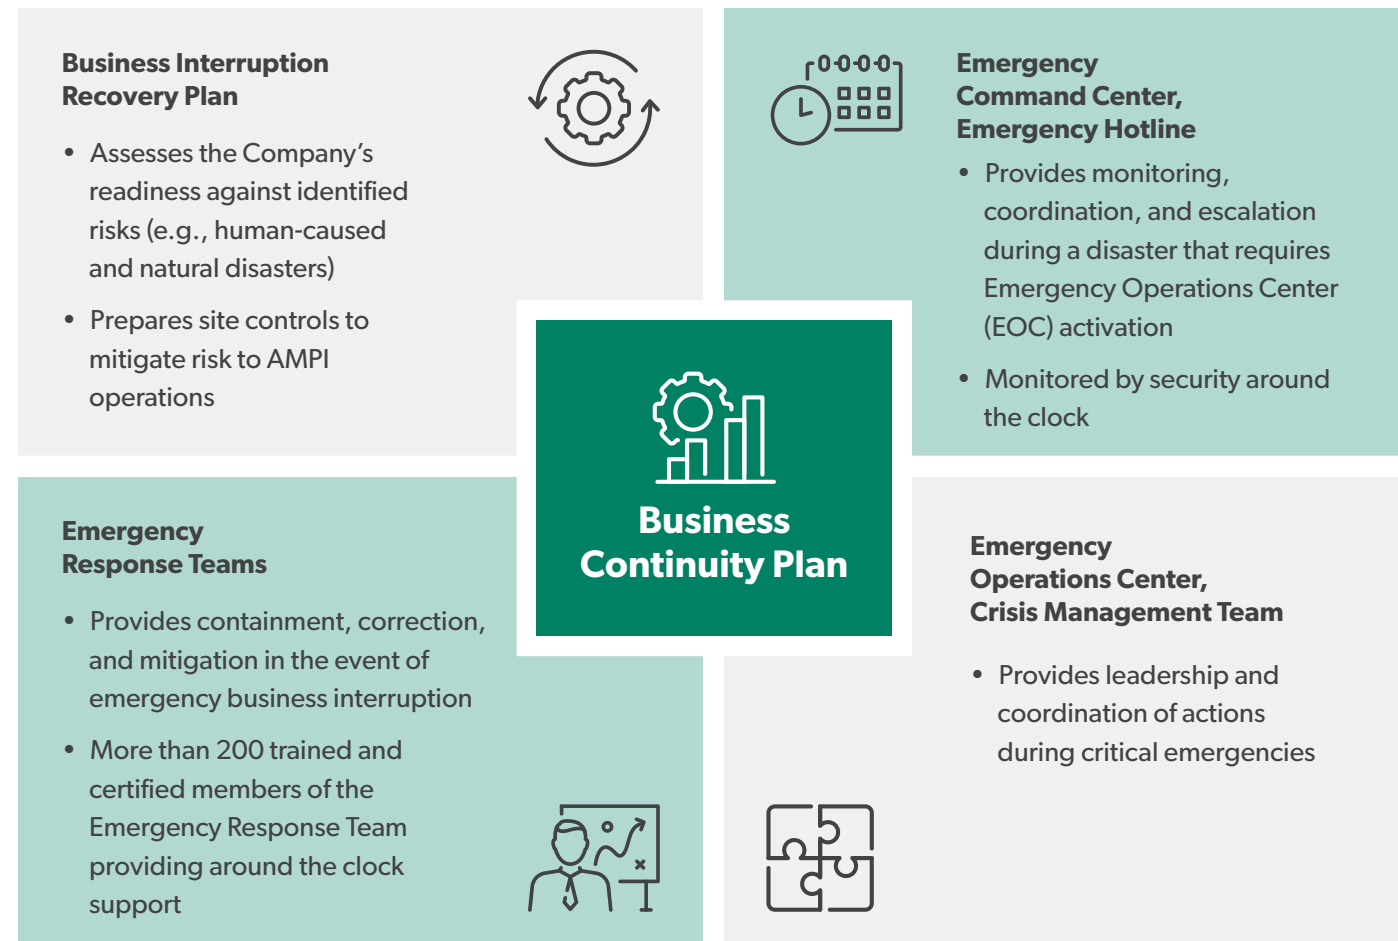 Business Interruption
Recovery Plan
• Assesses the Company's
readiness against identified
risks (e.g., human-caused
and natural disasters)
• Prepares site controls to
mitigate risk to AMPI
operations
Emergency
Command Center,
Emergency Hotline
• Provides monitoring,
coordination, and escalation
during a disaster that requires
Emergency Operations Center
(EOC) activation
• Monitored by security around
the clock
Business
Continuity Plan
Emergency
Response Teams
• Provides containment, correction,
and mitigation in the event of
emergency business interruption
• More than 200 trained and
certified members of the
Emergency Response Team
providing around the clock
support
Emergency
Operations Center,
Crisis Management Team
• Provides leadership and
coordination of actions
during critical emergencies